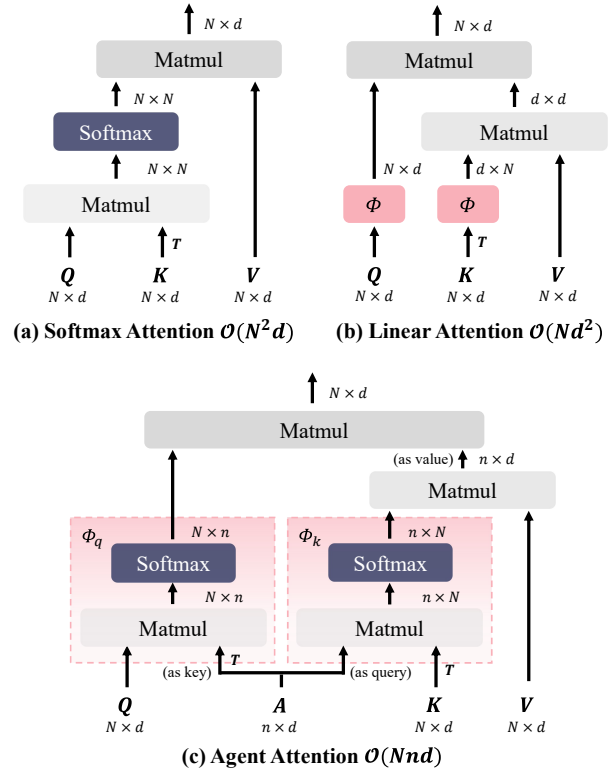 N × d
Matmul
N × N
Softmax
N × N
Matmul
T
Q K V
N × d N × d N × d
(a) Softmax Attention 𝒪(N²d)
N × d
Matmul
d × d
Matmul
N × d d × N
Φ Φ
T
Q K V
N × d N × d N × d
(b) Linear Attention 𝒪(Nd²)
N × d
Matmul
(as value) n × d
Matmul
Φq N × n Φk n × N
Softmax Softmax
N × n n × N
Matmul Matmul
(as key) T (as query) T
Q A K V
N × d n × d N × d N × d
(c) Agent Attention 𝒪(Nnd)